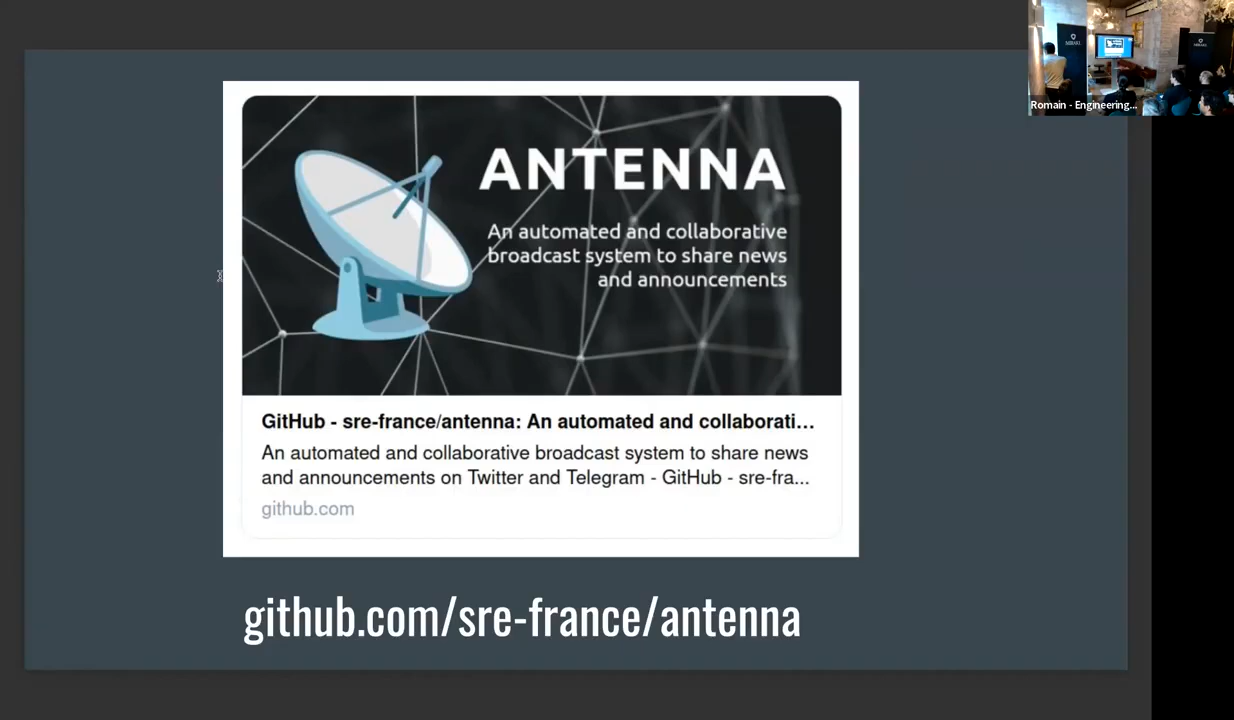 ANTENNA
An automated and collaborative
broadcast system to share news
and announcements
GitHub - sre-france/antenna: An automated and collaborati...
An automated and collaborative broadcast system to share news
and announcements on Twitter and Telegram - GitHub - sre-fra...
github.com
github.com/sre-france/antenna
Romain - Engineering...